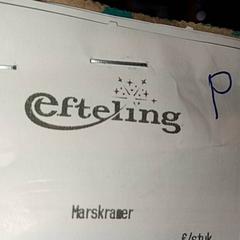 efteling
P
Marskramer
€/stuk